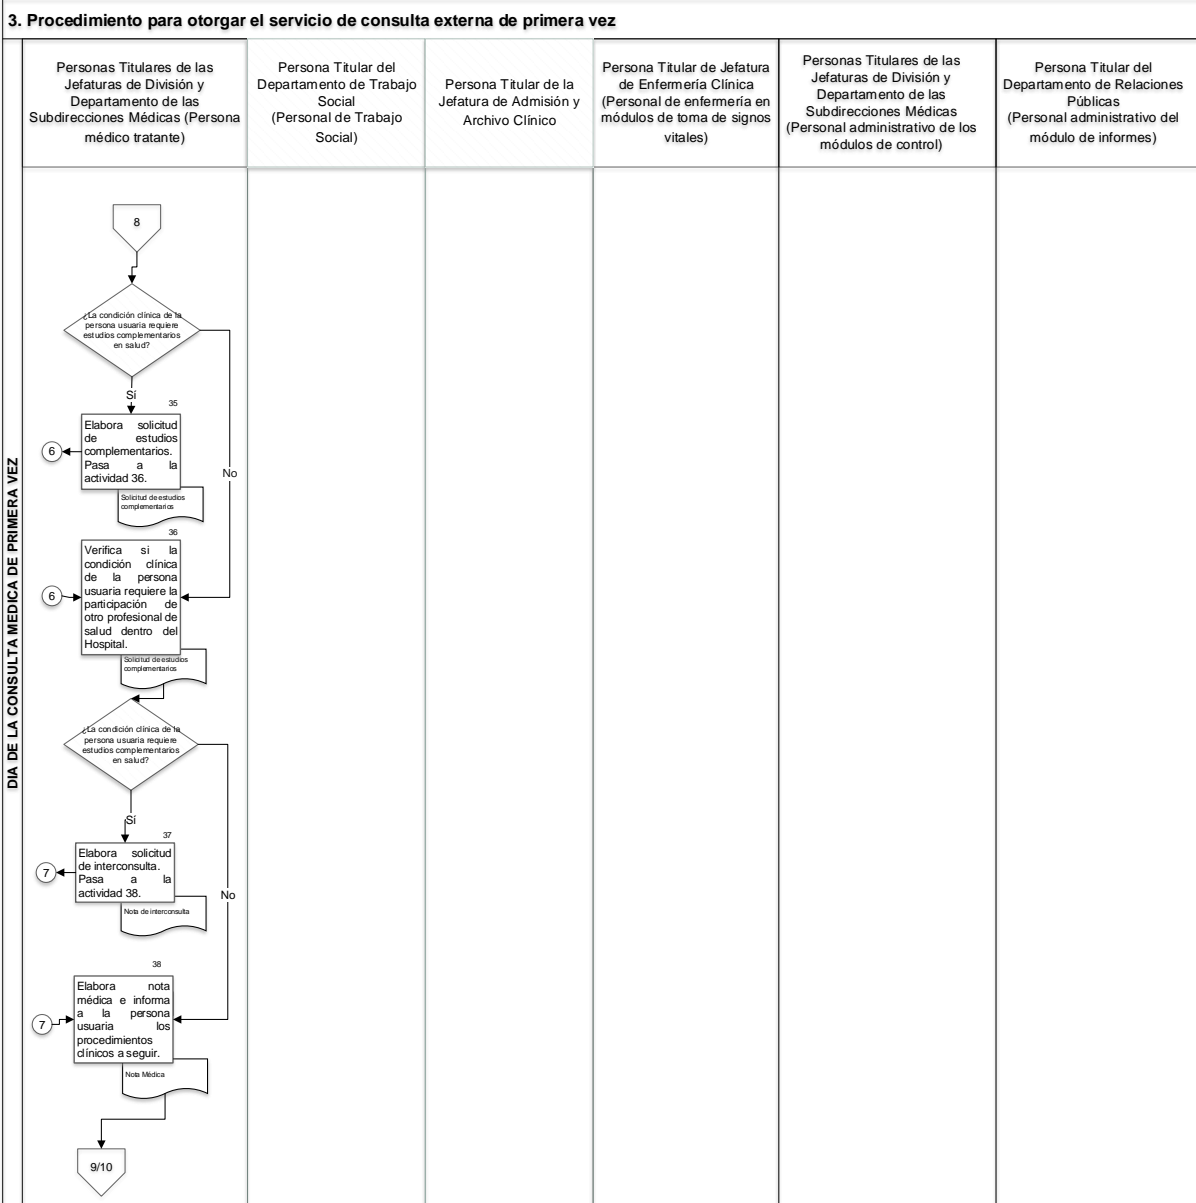 3. Procedimiento para otorgar el servicio de consulta externa de primera vez
Personas Titulares de las
Jefaturas de División y
Departamento de las
Subdirecciones Médicas (Persona
médico tratante)
Persona Titular del
Departamento de Trabajo
Social
(Personal de Trabajo
Social)
Persona Titular de la
Jefatura de Admisión y
Archivo Clínico
Persona Titular de Jefatura
de Enfermería Clínica
(Personal de enfermería en
módulos de toma de signos
vitales)
Personas Titulares de las
Jefaturas de División y
Departamento de las
Subdirecciones Médicas
(Personal administrativo de los
módulos de control)
Persona Titular del
Departamento de Relaciones
Públicas
(Personal administrativo del
módulo de informes)
DIA DE LA CONSULTA MEDICA DE PRIMERA VEZ
8
¿La condición clínica de la
persona usuaria requiere
estudios complementarios
en salud?
Sí
No
35
Elabora solicitud
de estudios
complementarios.
Pasa a la
actividad 36.
6
Solicitud de estudios
complementarios
36
Verifica si la
condición clínica
de la persona
usuaria requiere la
participación de
otro profesional de
salud dentro del
Hospital.
6
Solicitud de estudios
complementarios
¿La condición clínica de la
persona usuaria requiere
estudios complementarios
en salud?
Sí
No
37
Elabora solicitud
de interconsulta.
Pasa a la
actividad 38.
7
Nota de interconsulta
38
Elabora nota
médica e informa
a la persona
usuaria los
procedimientos
clínicos a seguir.
7
Nota Médica
9/10